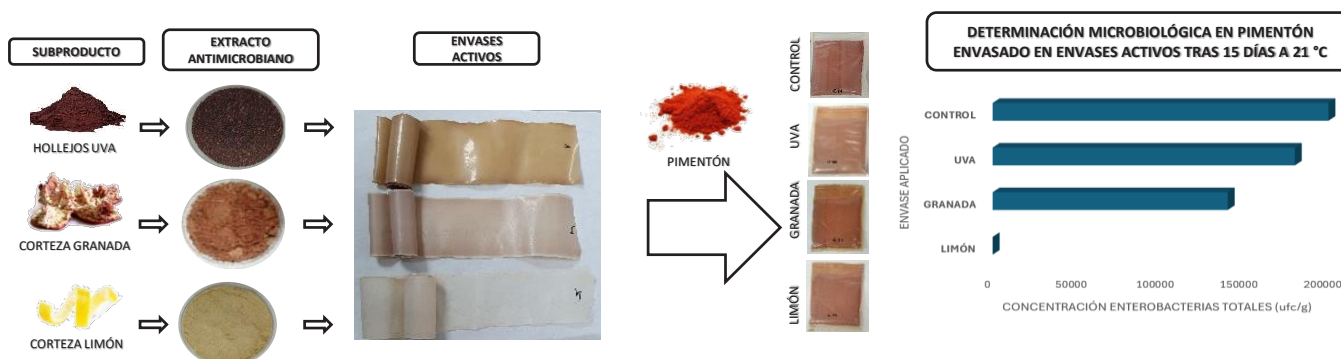 SUBPRODUCTO
EXTRACTO
ANTIMICROBIANO
ENVASES
ACTIVOS
HOLLEJOS UVA
CORTEZA GRANADA
CORTEZA LIMÓN
PIMENTÓN
CONTROL
UVA
GRANADA
LIMÓN
DETERMINACIÓN MICROBIOLÓGICA EN PIMENTÓN
ENVASADO EN ENVASES ACTIVOS TRAS 15 DÍAS A 21 °C
ENVASE APLICADO
CONTROL
UVA
GRANADA
LIMÓN
0 50000 100000 150000 200000
CONCENTRACIÓN ENTEROBACTERIAS TOTALES (ufc/g)